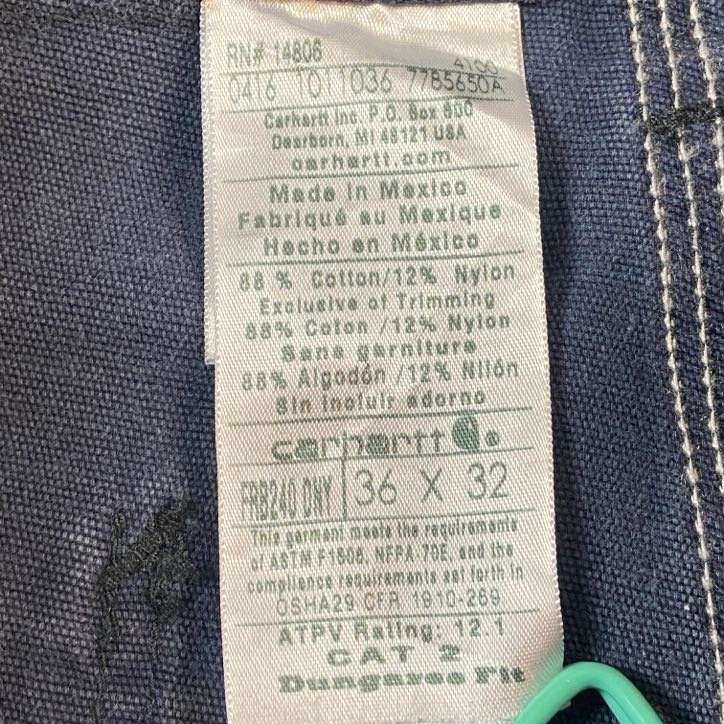 RN# 14806
4100
0416 1011036 7785650A
Carhartt Inc. P.O. Box 600
Dearborn, MI 48121 USA
carhartt.com
Made in Mexico
Fabriqué au Mexique
Hecho en México
88 % Cotton/12% Nylon
Exclusive of Trimming
88% Coton /12% Nylon
Sans garniture
88% Algodón /12% Nilón
Sin incluir adorno
carhartt
FRB240 DNY 36 X 32
This garment meets the requirements
of ASTM F1506, NFPA 70E, and the
compliance requirements set forth in
OSHA29 CFR 1910-269
ATPV Rating: 12.1
CAT 2
Dungaree Fit